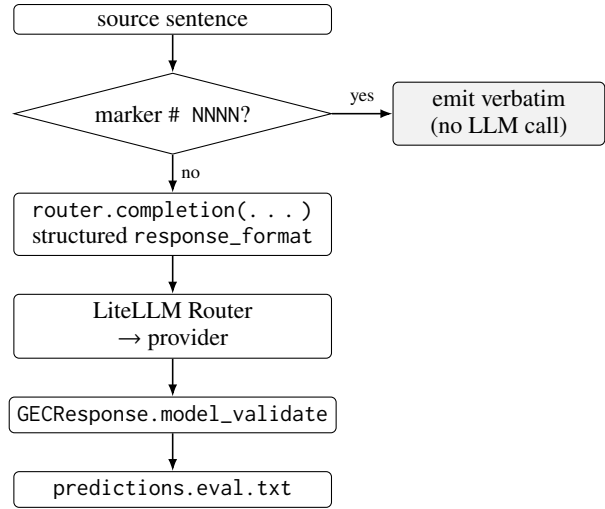 source sentence
marker # NNNN?
yes
emit verbatim
(no LLM call)
no
router.completion(...)
structured response_format
LiteLLM Router
→ provider
GECResponse.model_validate
predictions.eval.txt